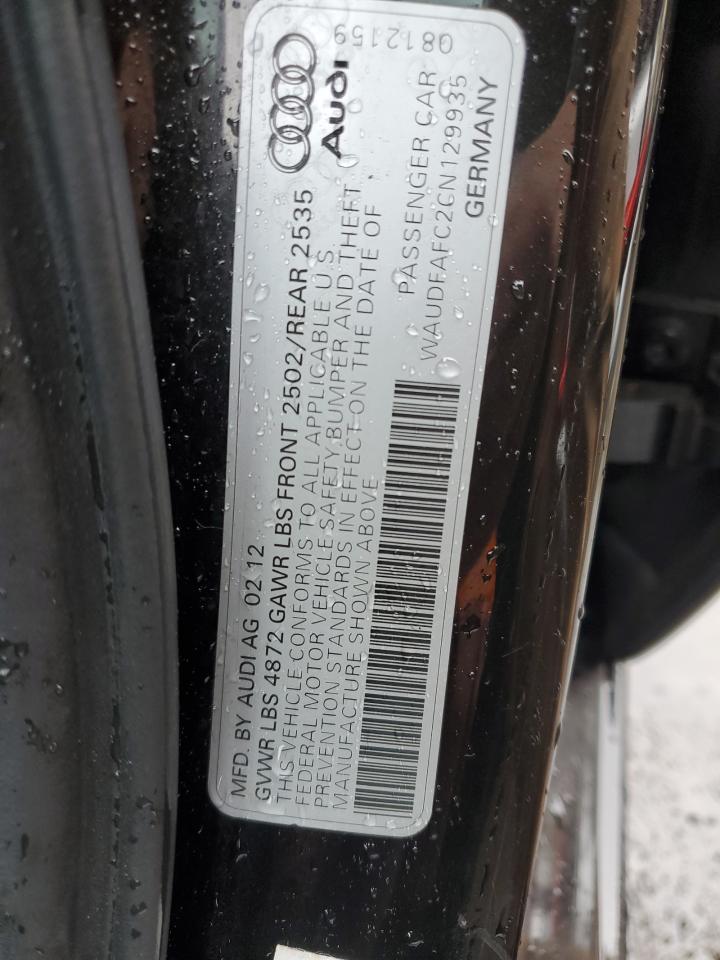 MFD. BY AUDI AG 02 12
GVWR LBS 4872 GAWR LBS FRONT 2502/REAR 2535
THIS VEHICLE CONFORMS TO ALL APPLICABLE U.S.
FEDERAL MOTOR VEHICLE SAFETY, BUMPER AND THEFT
PREVENTION STANDARDS IN EFFECT ON THE DATE OF
MANUFACTURE SHOWN ABOVE
Audi
Q812159
PASSENGER CAR
WAUDFAFC2CN129935
GERMANY